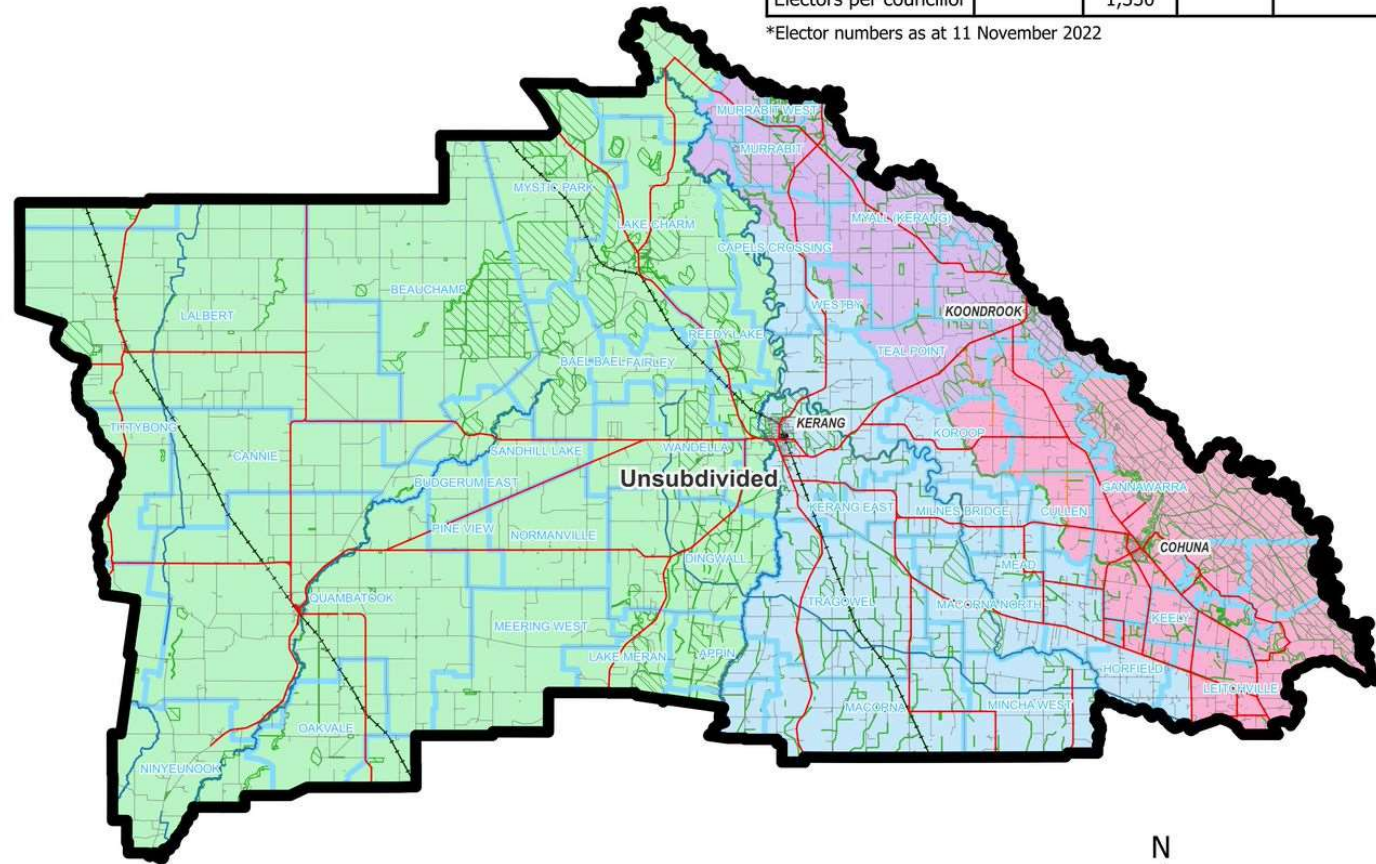 Electors per councillor
*Elector numbers as at 11 November 2022
MURRABIT WEST
MURRABIT
MYSTIC PARK
LAKE CHARM
MYALL (KERANG)
CAPELS CROSSING
BEAUCHAMP
WESTBY
KOONDROOK
LALBERT
REEDY LAKE
TEAL POINT
BAEL BAEL
FAIRLEY
KERANG
TITTYBONG
KOROOP
CANNIE
SANDHILL LAKE
WANDELLA
Unsubdivided
BUDGERUM EAST
GANNAWARRA
KERANG EAST
MILNES BRIDGE
CULLEN
PINE VIEW
NORMANVILLE
COHUNA
DINGWALL
MEAD
QUAMBATOOK
TRAGOWEL
MACORNA NORTH
KEELY
MEERING WEST
LAKE MERAN
APPIN
HORFIELD
LEITCHVILLE
MACORNA
MINCHA WEST
OAKVALE
NINYEUNOOK
N